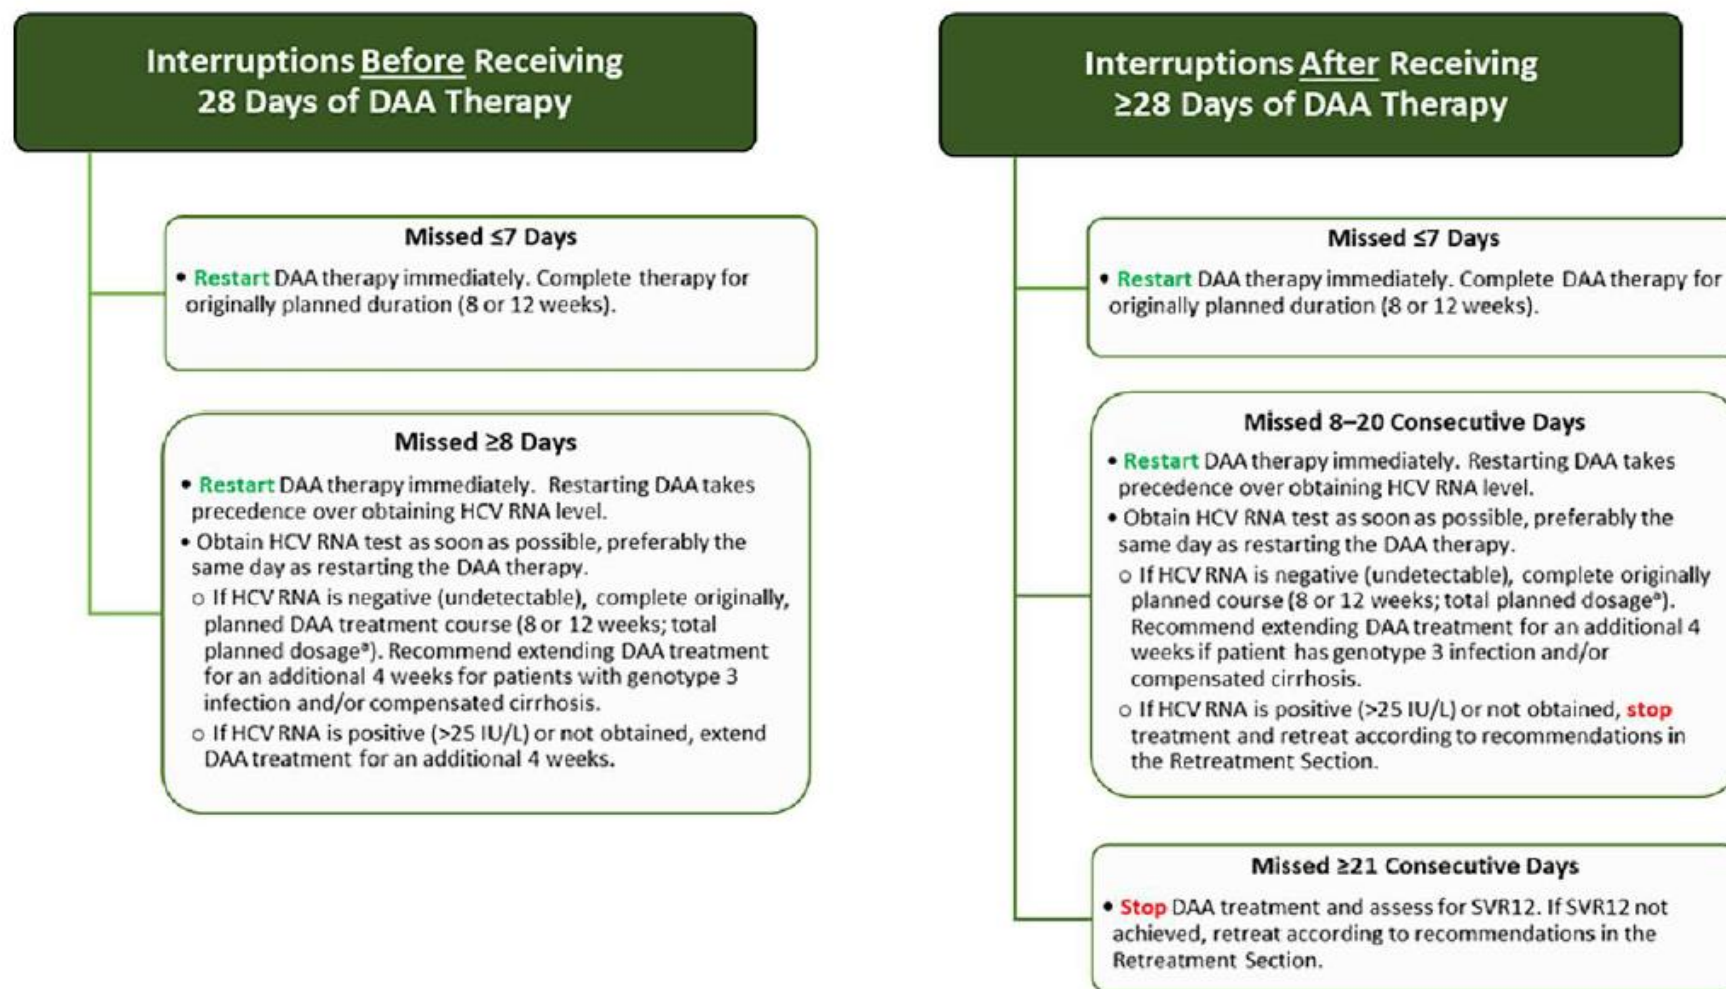 Interruptions Before Receiving
28 Days of DAA Therapy
Missed ≤7 Days
• Restart DAA therapy immediately. Complete therapy for
originally planned duration (8 or 12 weeks).
Missed ≥8 Days
• Restart DAA therapy immediately. Restarting DAA takes
precedence over obtaining HCV RNA level.
• Obtain HCV RNA test as soon as possible, preferably the
same day as restarting the DAA therapy.
o If HCV RNA is negative (undetectable), complete originally,
planned DAA treatment course (8 or 12 weeks; total
planned dosageª). Recommend extending DAA treatment
for an additional 4 weeks for patients with genotype 3
infection and/or compensated cirrhosis.
o If HCV RNA is positive (>25 IU/L) or not obtained, extend
DAA treatment for an additional 4 weeks.
Interruptions After Receiving
≥28 Days of DAA Therapy
Missed ≤7 Days
• Restart DAA therapy immediately. Complete DAA therapy for
originally planned duration (8 or 12 weeks).
Missed 8–20 Consecutive Days
• Restart DAA therapy immediately. Restarting DAA takes
precedence over obtaining HCV RNA level.
• Obtain HCV RNA test as soon as possible, preferably the
same day as restarting the DAA therapy.
o If HCV RNA is negative (undetectable), complete originally
planned course (8 or 12 weeks; total planned dosageª).
Recommend extending DAA treatment for an additional 4
weeks if patient has genotype 3 infection and/or
compensated cirrhosis.
o If HCV RNA is positive (>25 IU/L) or not obtained, stop
treatment and retreat according to recommendations in
the Retreatment Section.
Missed ≥21 Consecutive Days
• Stop DAA treatment and assess for SVR12. If SVR12 not
achieved, retreat according to recommendations in the
Retreatment Section.